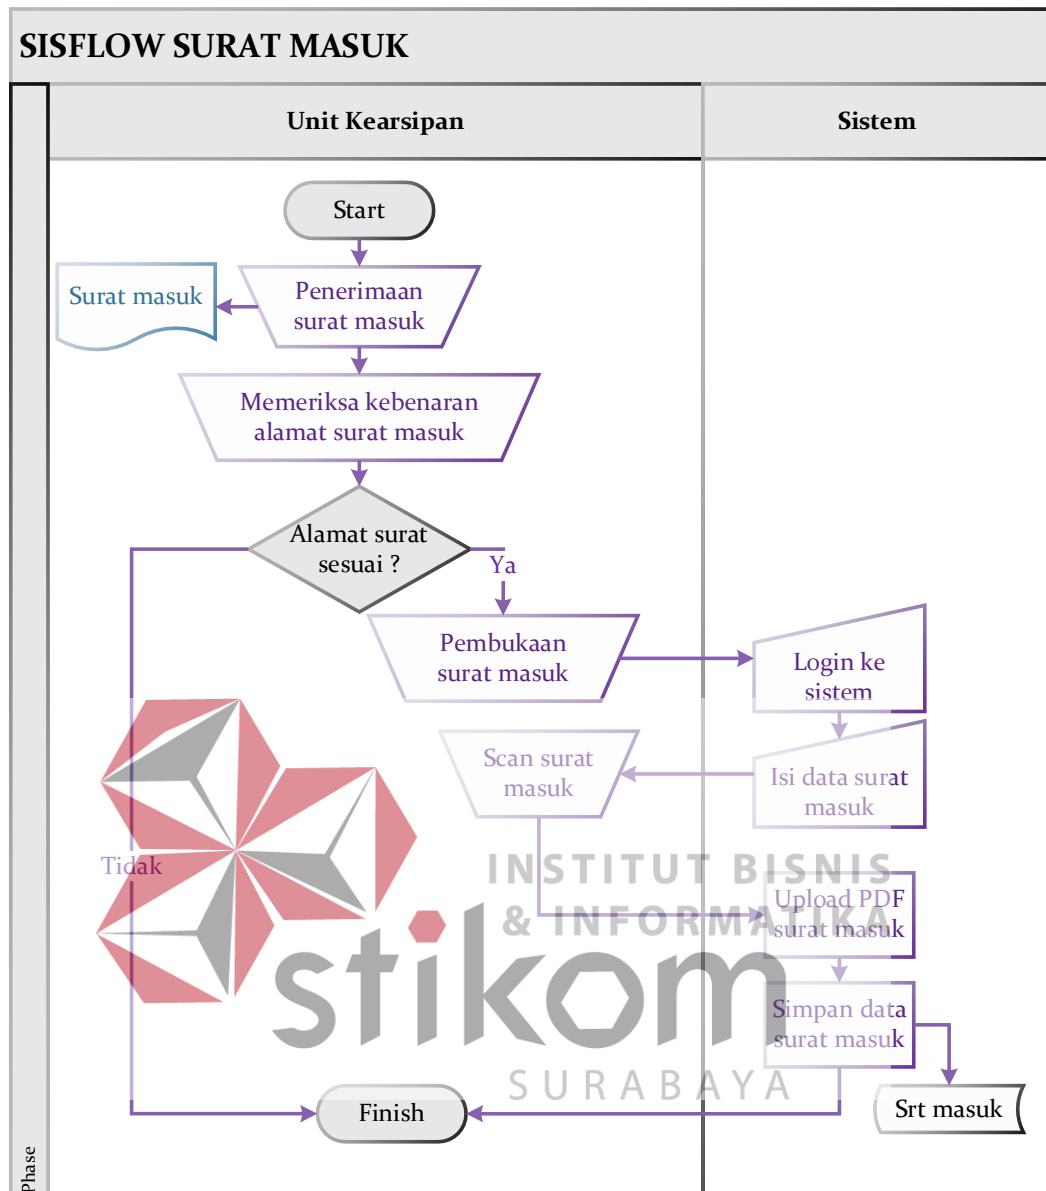 SISFLOW SURAT MASUK
Unit Kearsipan
Sistem
Start
Surat masuk
Penerimaan
surat masuk
Memeriksa kebenaran
alamat surat masuk
Alamat surat
sesuai ?
Ya
Pembukaan
surat masuk
Login ke
sistem
Scan surat
masuk
Isi data surat
masuk
Tidak
INSTITUT BISNIS
& INFORMATIKA
stikom
SURABAYA
Upload PDF
surat masuk
Simpan data
surat masuk
Finish
Srt masuk
Phase